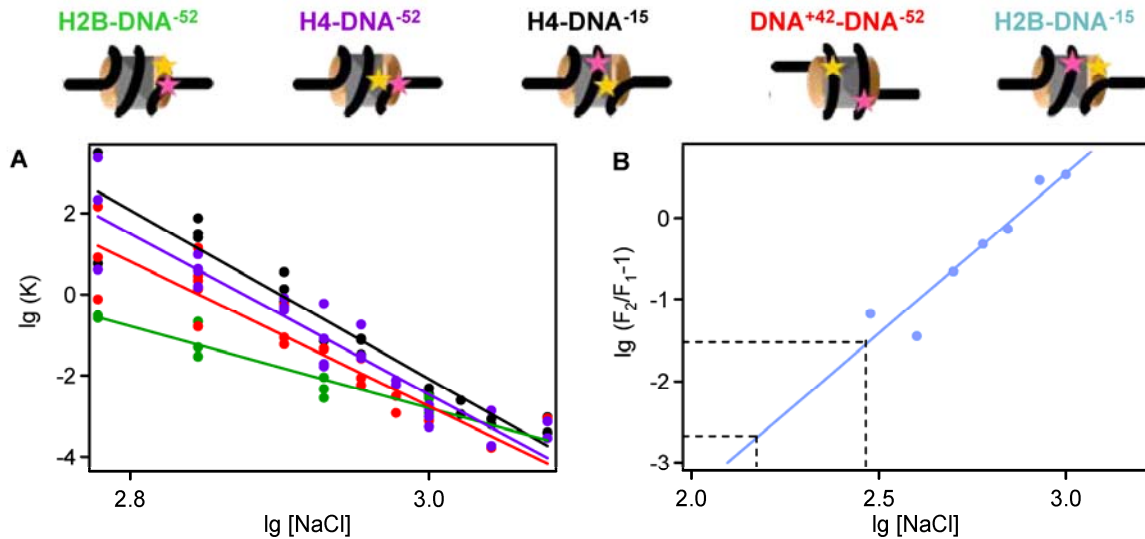 H2B-DNA⁻⁵² H4-DNA⁻⁵² H4-DNA⁻¹⁵ DNA⁺⁴²-DNA⁻⁵² H2B-DNA⁻¹⁵
A
lg (K)
2
0
-2
-4
2.8 3.0
lg [NaCl]
B
lg (F₂/F₁-1)
0
-1
-2
-3
2.0 2.5 3.0
lg [NaCl]